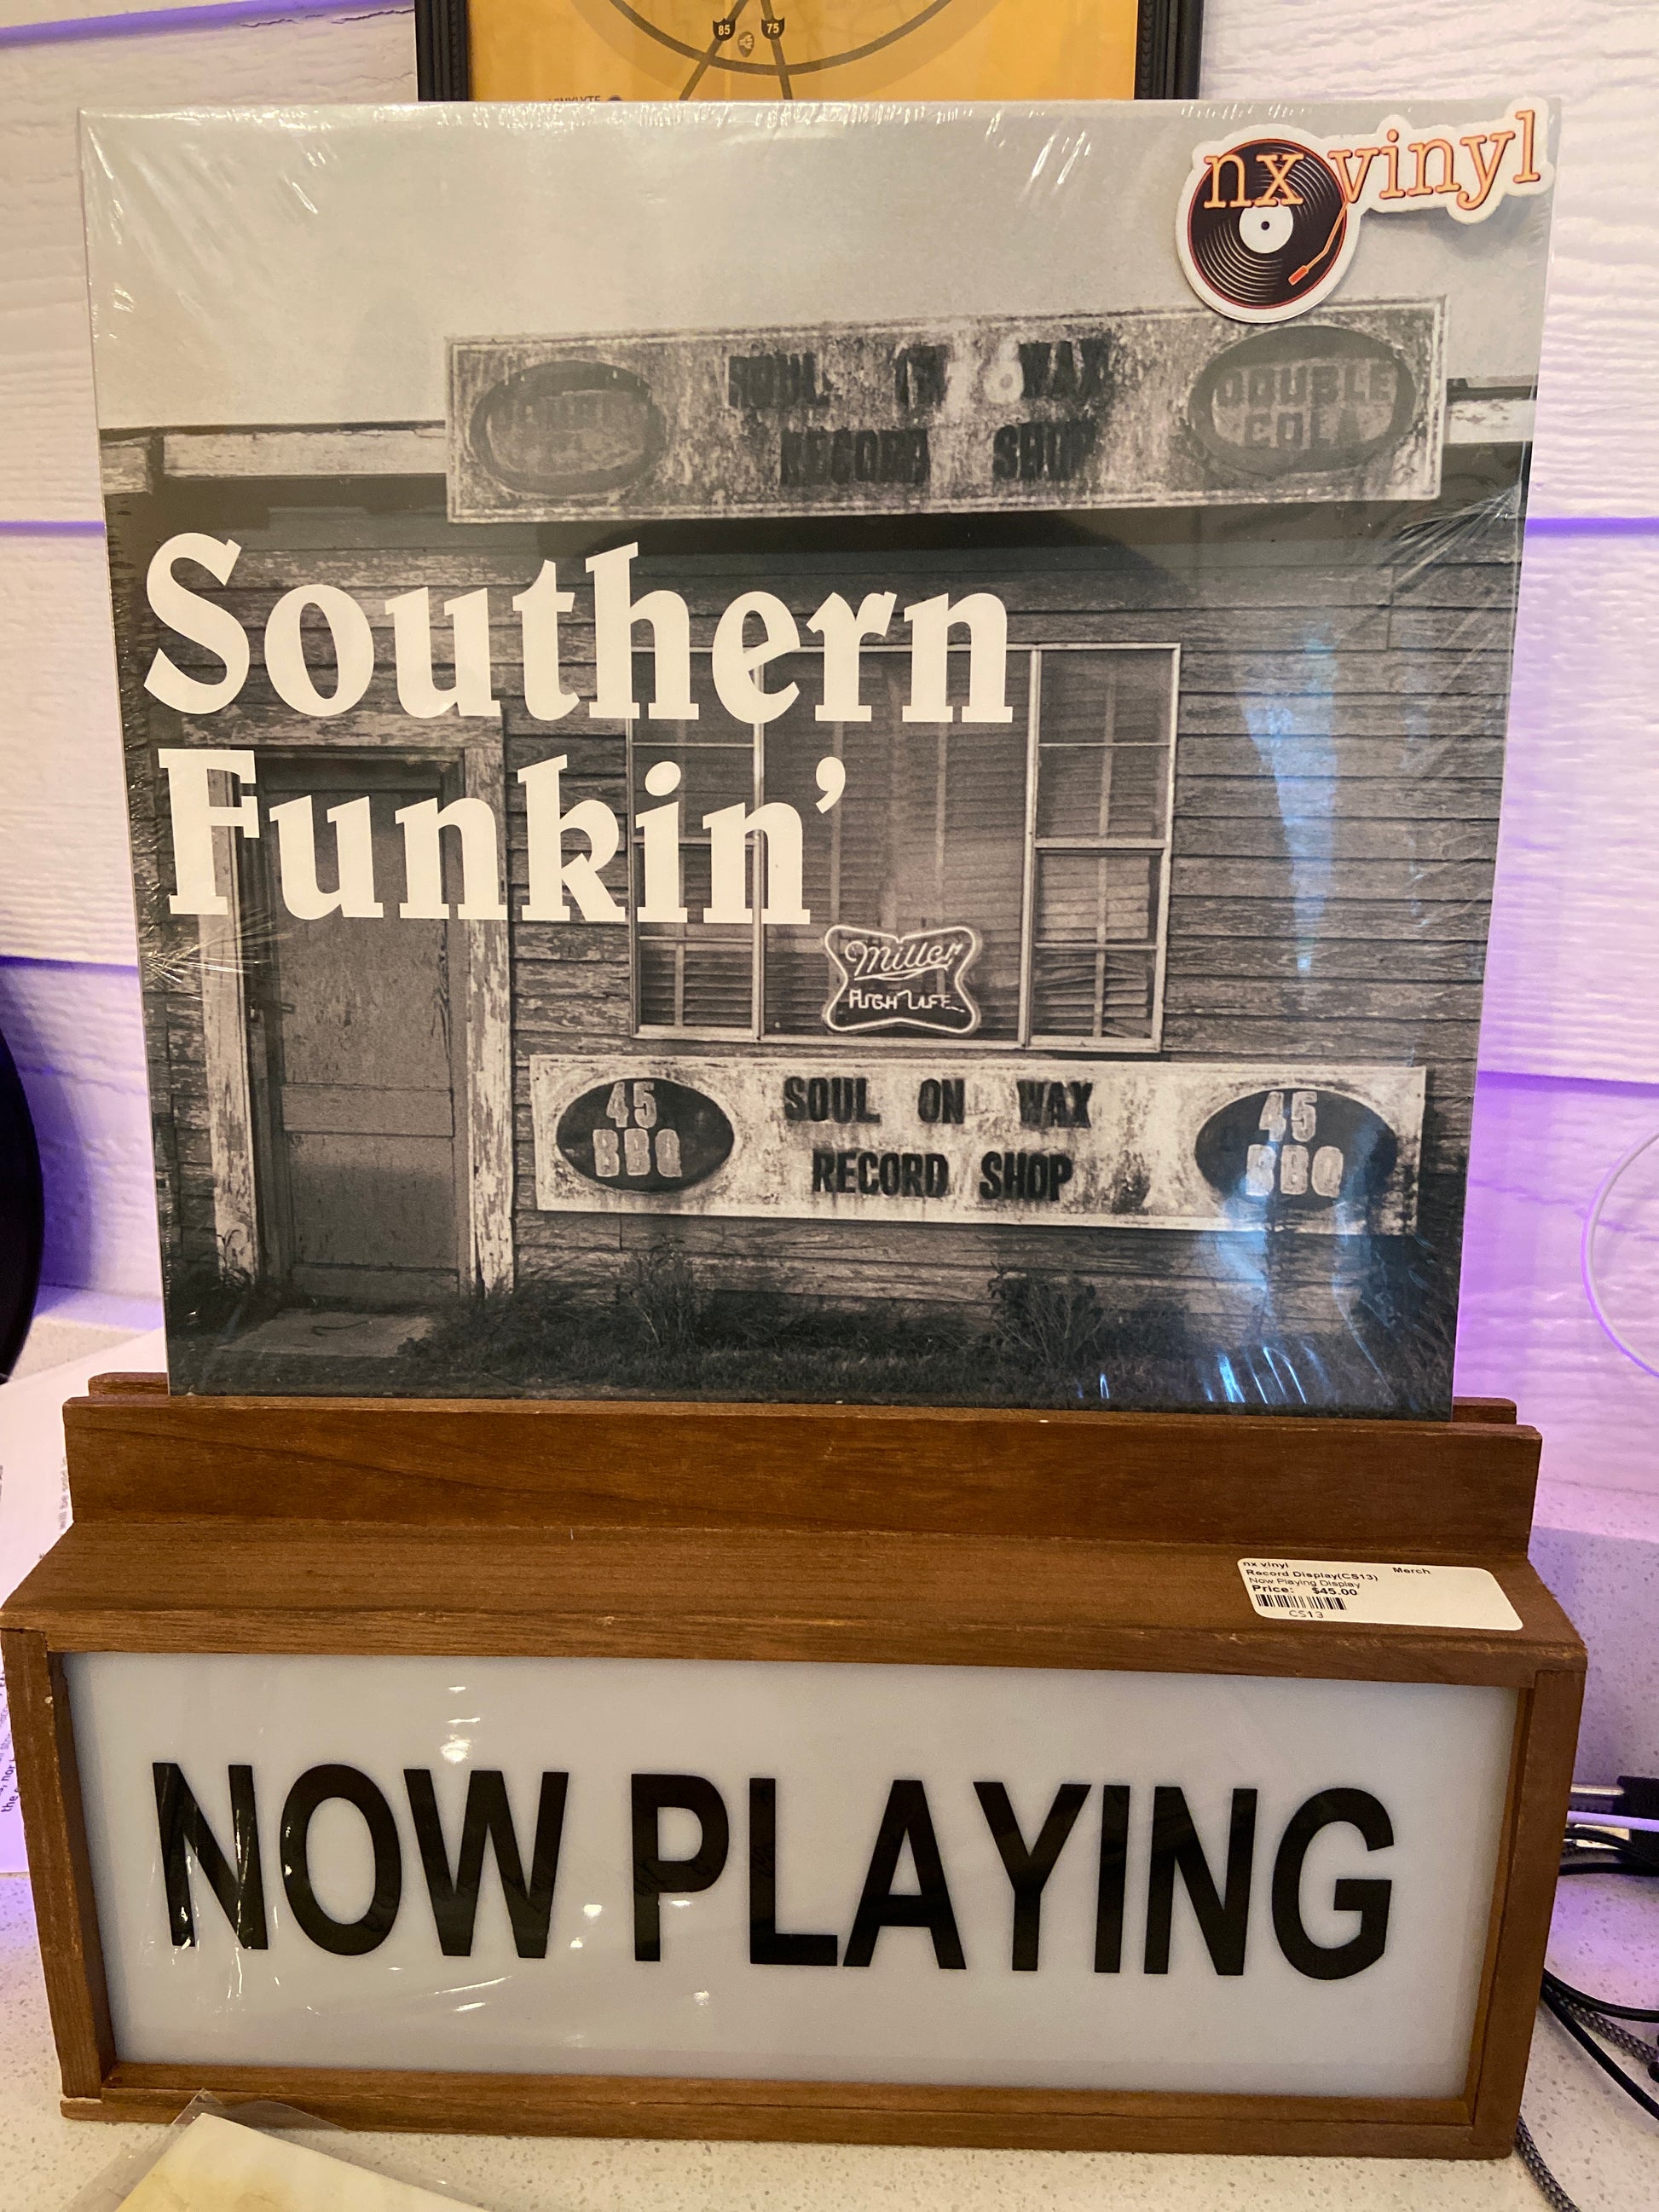 85 75
nx vinyl
SOUL ON WAX
RECORD SHOP
DOUBLE
COLA
Southern
Funkin’
Miller
HIGH LIFE
45
BBQ
SOUL ON WAX
RECORD SHOP
45
BBQ
nx vinyl Merch
Record Display(CS13)
Now Playing Display
Price: $45.00
CS13
NOW PLAYING